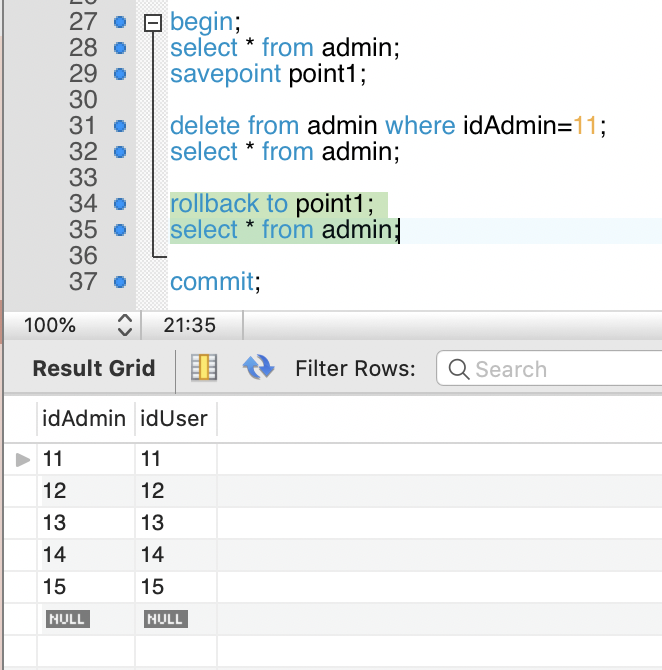 27 begin;
28 select * from admin;
29 savepoint point1;
30
31 delete from admin where idAdmin=11;
32 select * from admin;
33
34 rollback to point1;
35 select * from admin;
36
37 commit;
100% 21:35
Result Grid Filter Rows: Search
idAdmin idUser
11 11
12 12
13 13
14 14
15 15
NULL NULL